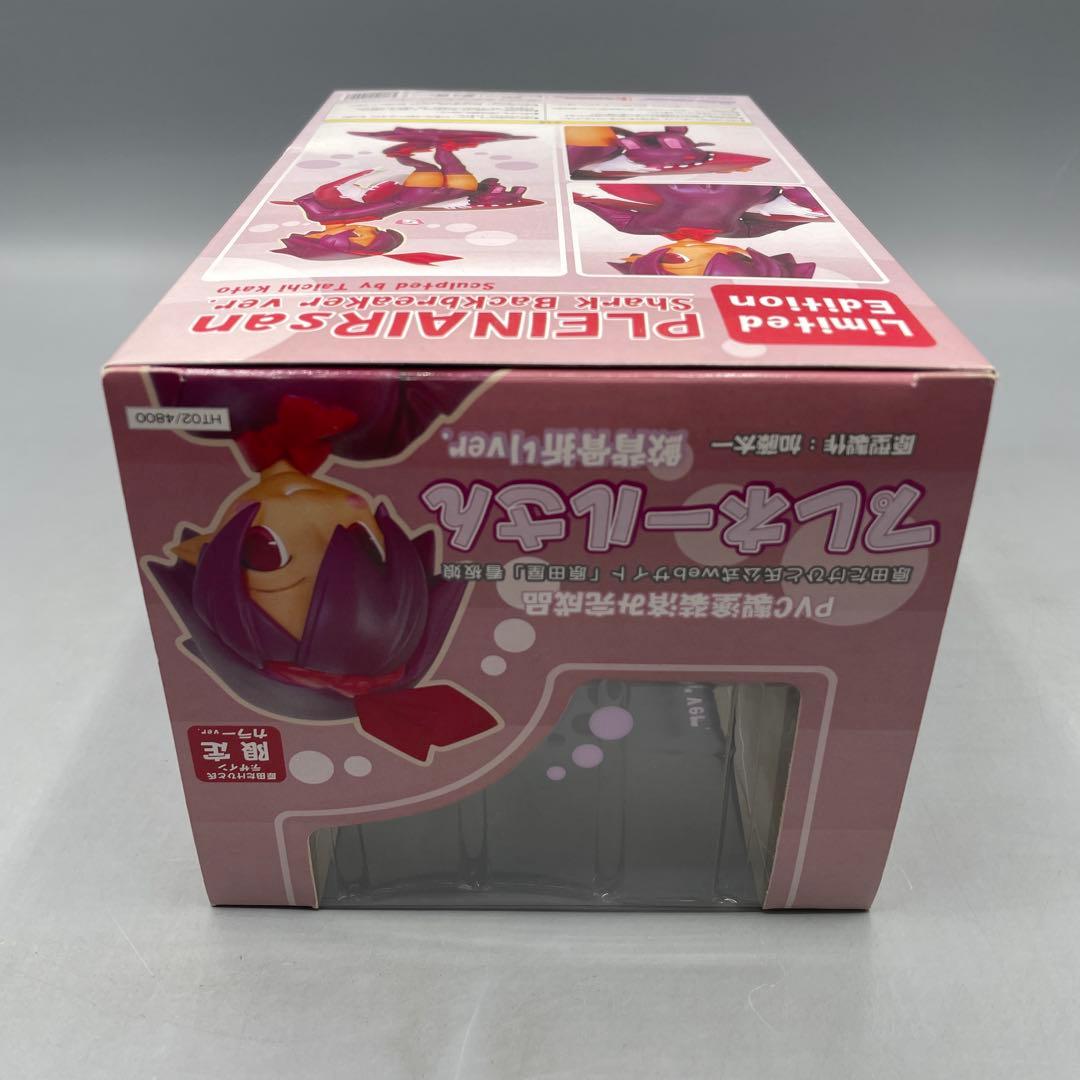 PLEINAIRsan
Shark Backbreaker ver.
Sculpted by Taichi Kato
Limited
Edition
PVC製塗装済み完成品
原田たけひと氏公式webサイト「原田屋」看板娘
プレネールさん
鮫背骨折りver.
原型製作：加藤太一
HT02/4800
原田たけひと氏
デザイン
限定
カラーver.